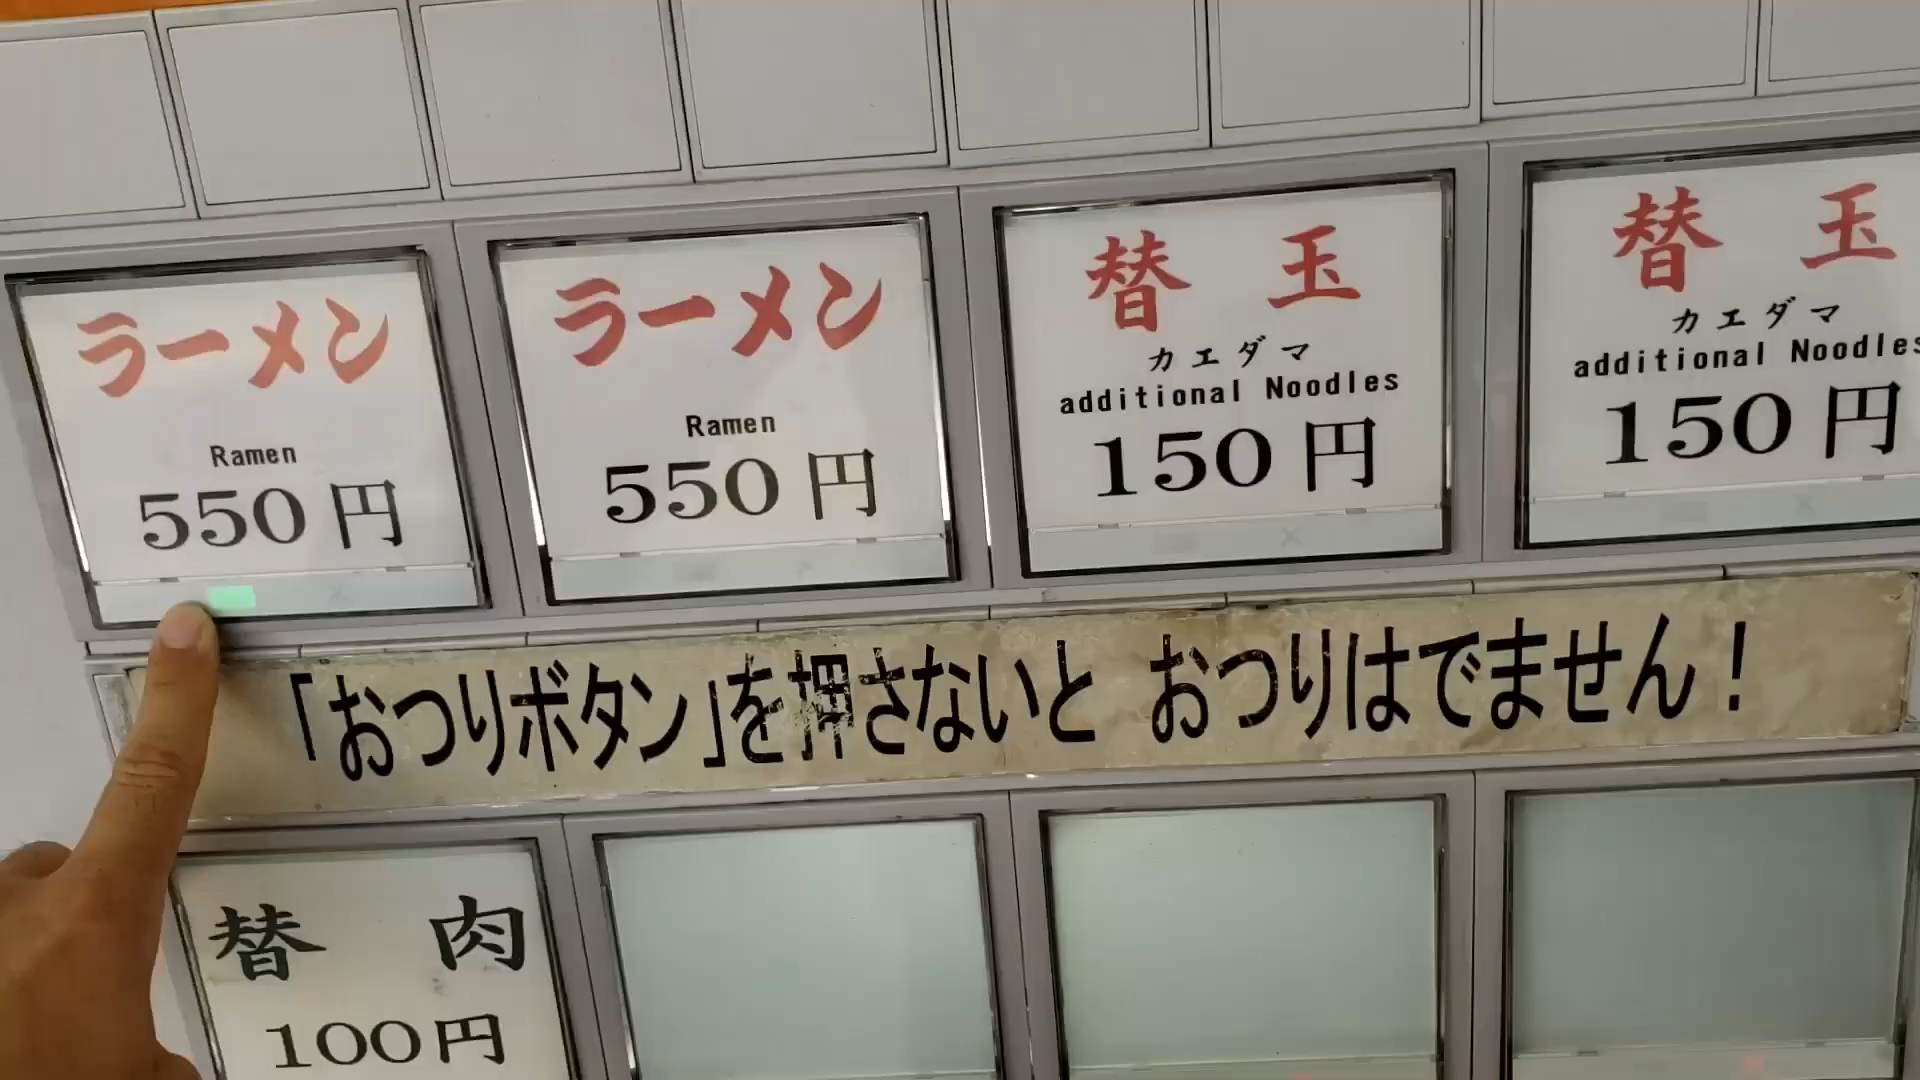 ラーメン
Ramen
550円
ラーメン
Ramen
550円
替玉
カエダマ
additional Noodles
150円
替玉
カエダマ
additional Noodles
150円
「おつりボタン」を押さないと おつりはでません!
替肉
100円